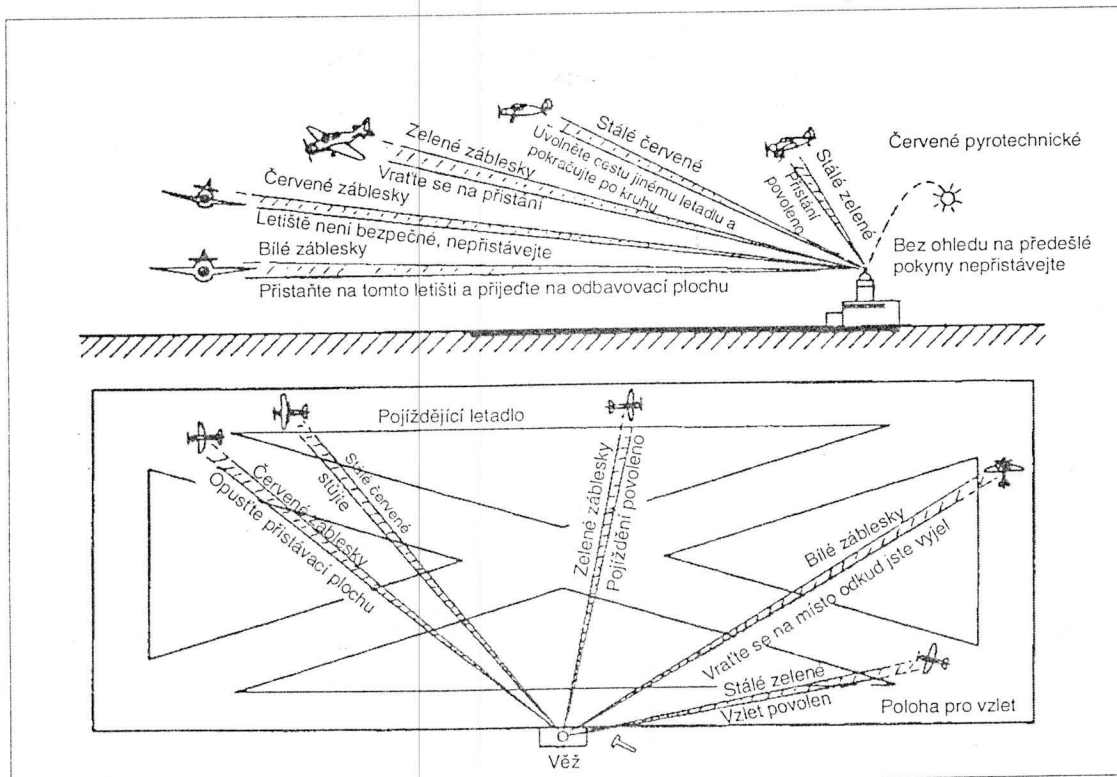 Stálé červené
Uvolněte cestu jinému letadlu a
pokračujte po kruhu
Zelené záblesky
Vraťte se na přistání
Stálé zelené
Přistání
povoleno
Červené pyrotechnické
Červené záblesky
Letiště není bezpečné, nepřistávejte
Bílé záblesky
Přistaňte na tomto letišti a přijeďte na odbavovací plochu
Bez ohledu na předešlé
pokyny nepřistávejte
Pojíždějící letadlo
Červené záblesky
Opusťte přistávací plochu
Stálé červené
stůjte
Zelené záblesky
Pojíždění povoleno
Bílé záblesky
Vraťte se na místo odkud jste vyjel
Stálé zelené
Vzlet povolen
Poloha pro vzlet
Věž